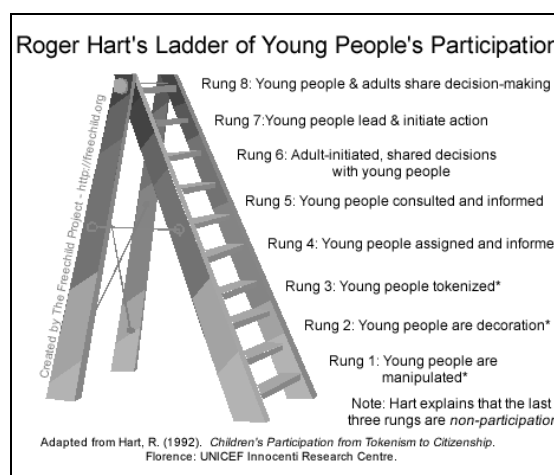 Roger Hart's Ladder of Young People's Participation
Rung 8: Young people & adults share decision-making
Rung 7:Young people lead & initiate action
Rung 6: Adult-initiated, shared decisions
with young people
Rung 5: Young people consulted and informed
Rung 4: Young people assigned and informe
Rung 3: Young people tokenized*
Rung 2: Young people are decoration*
Rung 1: Young people are
manipulated*
Note: Hart explains that the last
three rungs are non-participation
Created by The Freechild Project - http://freechild.org
Adapted from Hart, R. (1992). Children's Participation from Tokenism to Citizenship.
Florence: UNICEF Innocenti Research Centre.